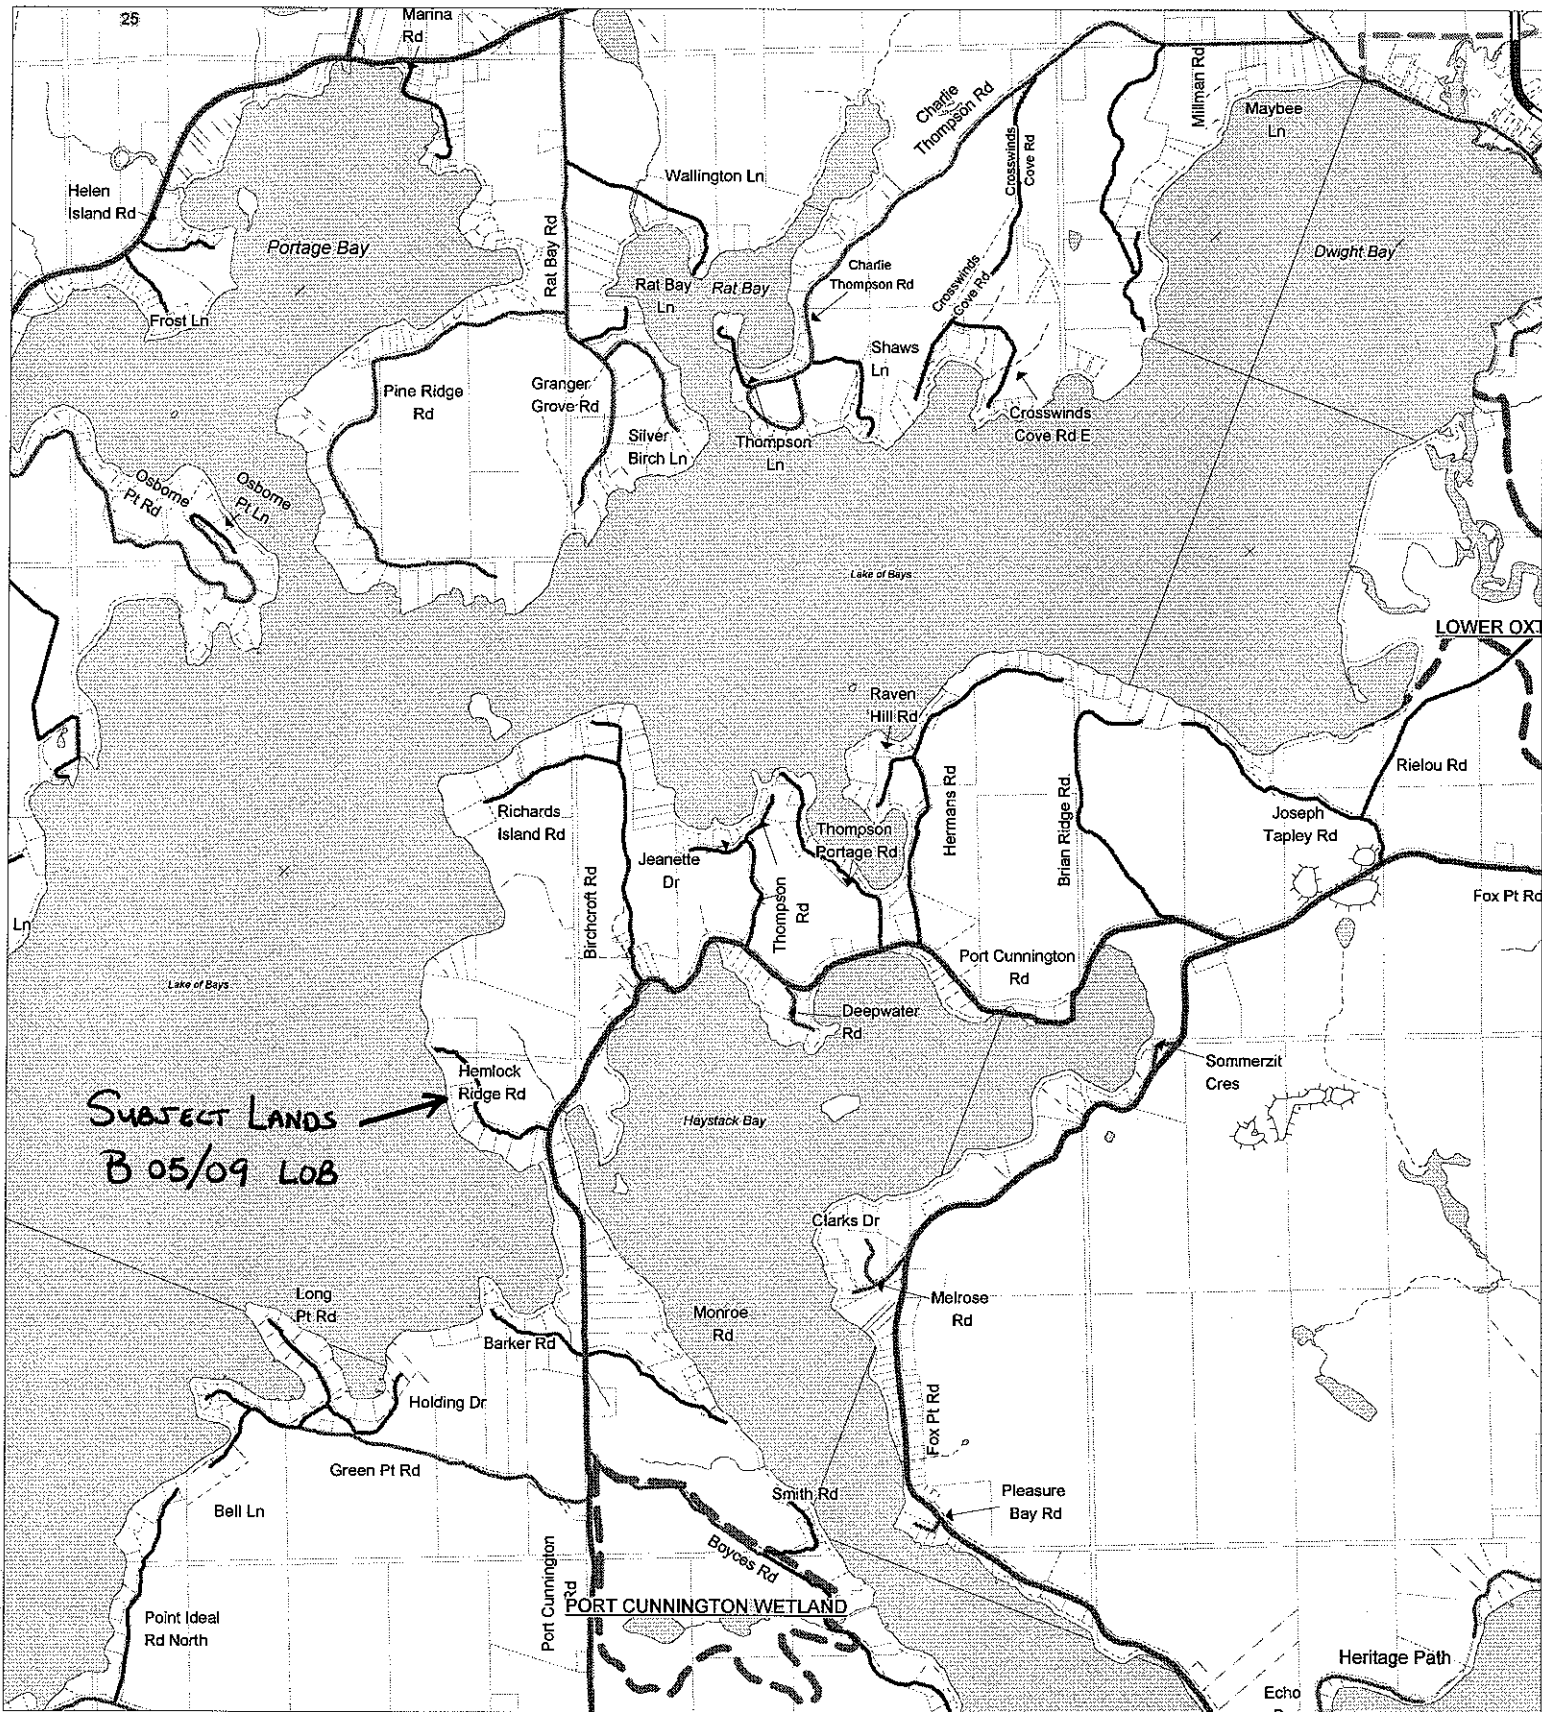 25
Marina
Rd
Charlie
Thompson Rd
Millman Rd
Maybee
Ln
Crosswinds
Cove Rd
Wallington Ln
Helen
Island Rd
Portage Bay
Rat Bay Rd
Dwight Bay
Charlie
Thompson Rd
Crosswinds
Cove Rd
Rat Bay
Ln
Rat Bay
Frost Ln
Shaws
Ln
Pine Ridge
Rd
Granger
Grove Rd
Crosswinds
Cove Rd E
Silver
Birch Ln
Thompson
Ln
Osborne
Pt Rd
Osborne
Pt Ln
Lake of Bays
LOWER OXT
Raven
Hill Rd
Rielou Rd
Hermans Rd
Brian Ridge Rd.
Richards
Island Rd
Joseph
Tapley Rd
Thompson
Portage Rd
Jeanette
Dr
Birchcroft Rd
Thompson
Rd
Fox Pt Rd
Ln
Port Cunnington
Rd
Lake of Bays
Deepwater
Rd
Sommerzit
Cres
Hemlock
Ridge Rd
SUBJECT LANDS
B 05/09 LOB
Haystack Bay
Clarks Dr
Long
Pt Rd
Melrose
Rd
Monroe
Rd
Barker Rd
Holding Dr
Fox Pt Rd
Green Pt Rd
Smith Rd
Pleasure
Bay Rd
Bell Ln
Boyces Rd
Port Cunnington
Rd
PORT CUNNINGTON WETLAND
Point Ideal
Rd North
Heritage Path
Echo